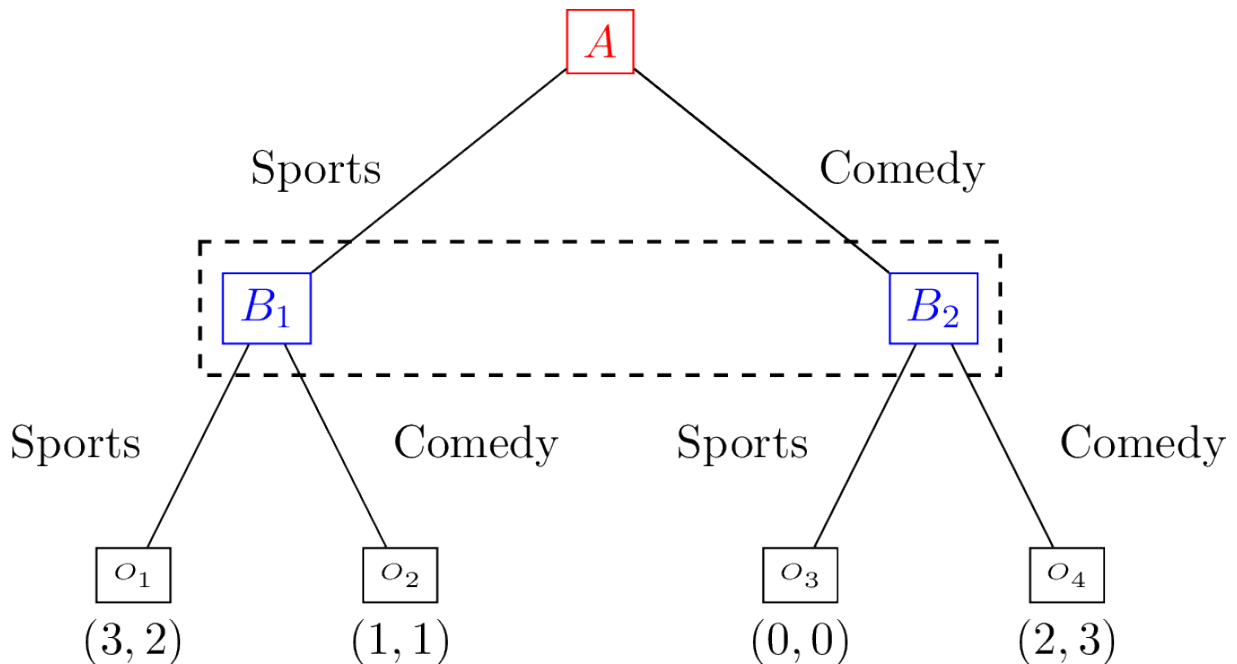 A
Sports Comedy
B₁ B₂
Sports Comedy Sports Comedy
o₁ o₂ o₃ o₄
(3, 2) (1, 1) (0, 0) (2, 3)